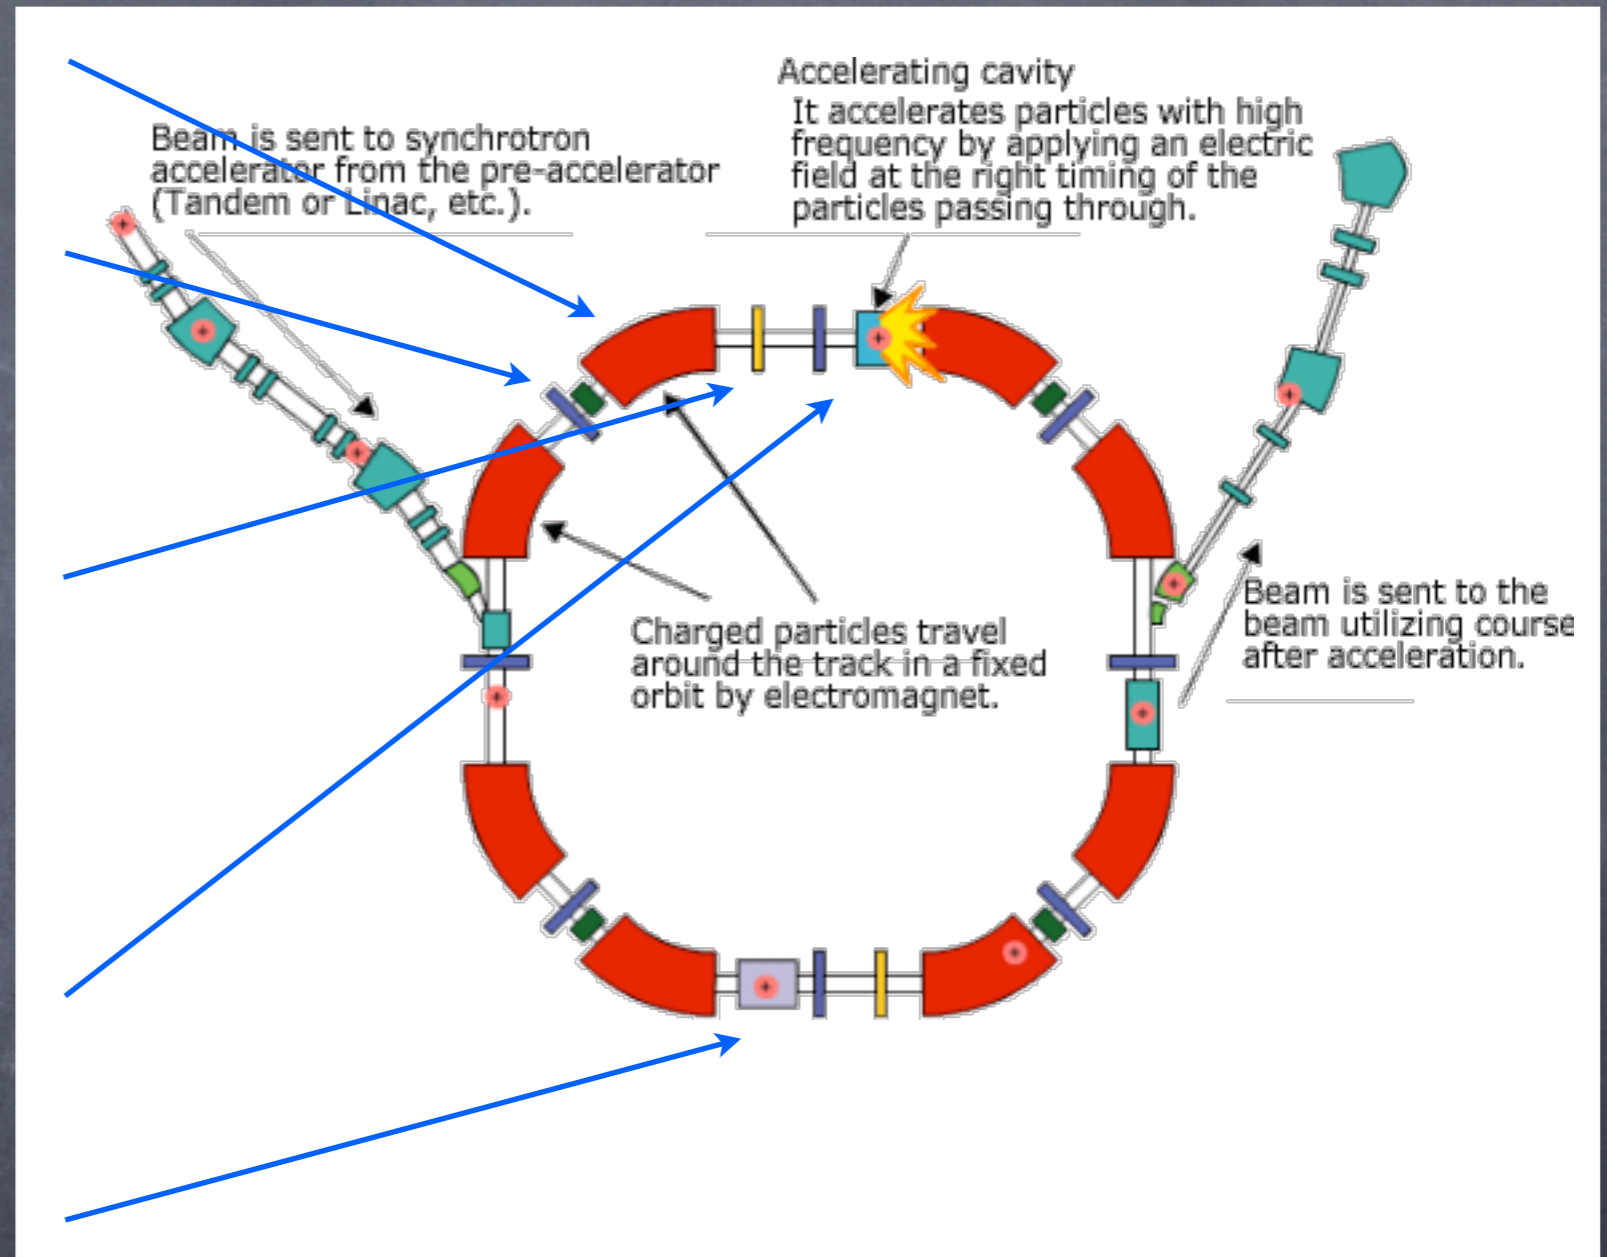 Accelerating cavity
It accelerates particles with high
frequency by applying an electric
field at the right timing of the
particles passing through.
Beam is sent to synchrotron
accelerator from the pre-accelerator
(Tandem or Linac, etc.).
Charged particles travel
around the track in a fixed
orbit by electromagnet.
Beam is sent to the
beam utilizing course
after acceleration.